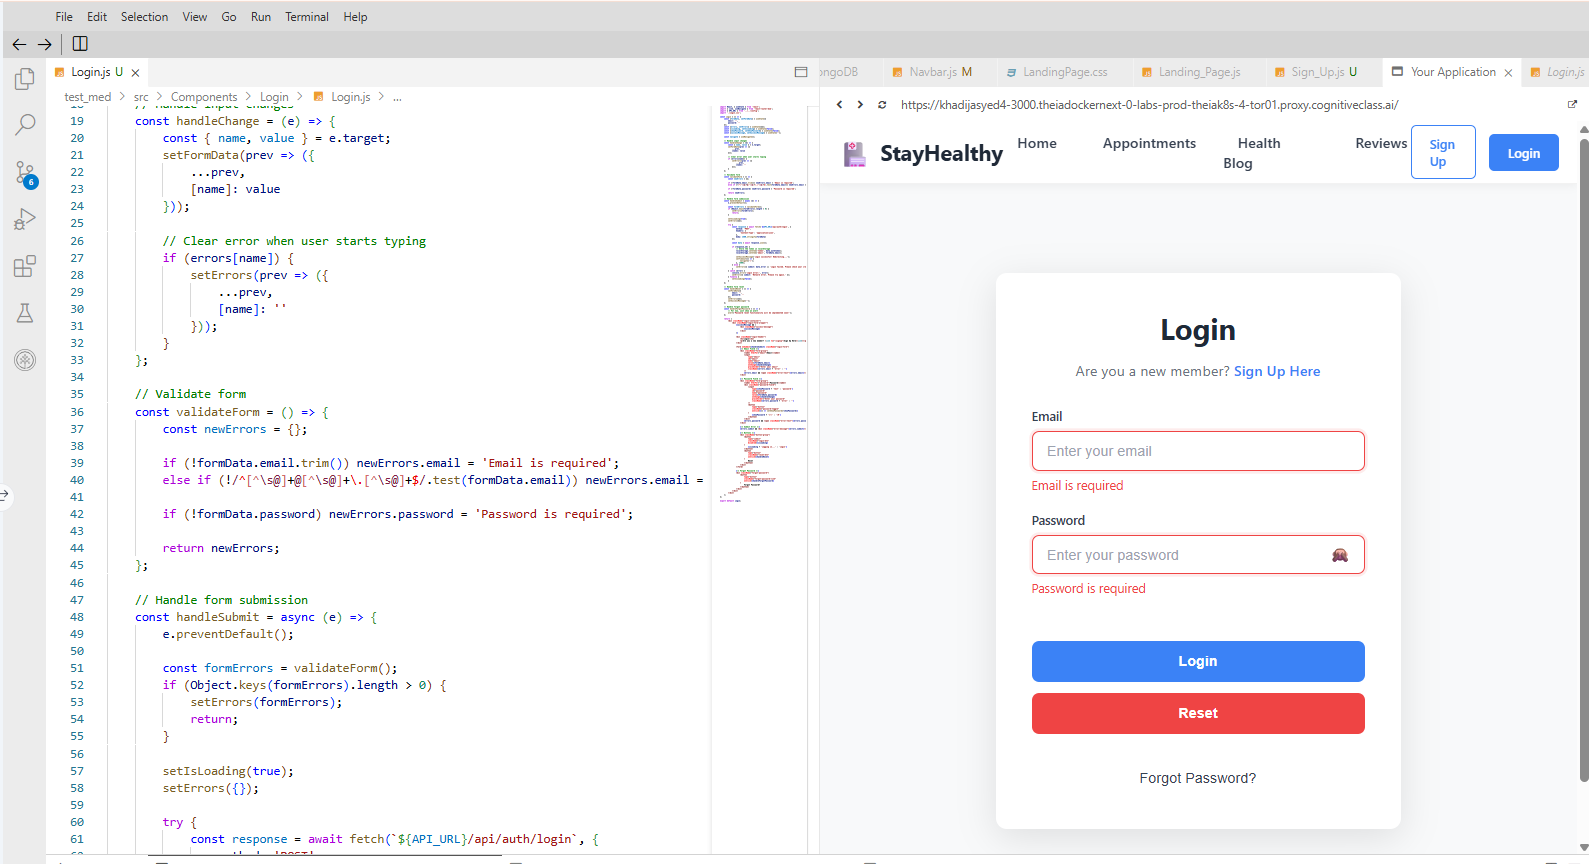 File Edit Selection View Go Run Terminal Help
Login.js U
ongoDB
Navbar.js M
LandingPage.css
Landing_Page.js
Sign_Up.js U
Your Application
Login.js
test_med > src > Components > Login > Login.js > ...
18 // Handle input changes
19 const handleChange = (e) => {
20 const { name, value } = e.target;
21 setFormData(prev => ({
22 ...prev,
23 [name]: value
24 }));
25
26 // Clear error when user starts typing
27 if (errors[name]) {
28 setErrors(prev => ({
29 ...prev,
30 [name]: ''
31 }));
32 }
33 };
34
35 // Validate form
36 const validateForm = () => {
37 const newErrors = {};
38
39 if (!formData.email.trim()) newErrors.email = 'Email is required';
40 else if (!/^[^\s@]+@[^\s@]+\.[^\s@]+$/.test(formData.email)) newErrors.email =
41
42 if (!formData.password) newErrors.password = 'Password is required';
43
44 return newErrors;
45 };
46
47 // Handle form submission
48 const handleSubmit = async (e) => {
49 e.preventDefault();
50
51 const formErrors = validateForm();
52 if (Object.keys(formErrors).length > 0) {
53 setErrors(formErrors);
54 return;
55 }
56
57 setIsLoading(true);
58 setErrors({});
59
60 try {
61 const response = await fetch(`${API_URL}/api/auth/login`, {
6
https://khadijasyed4-3000.theiadockernext-0-labs-prod-theiak8s-4-tor01.proxy.cognitiveclass.ai/
StayHealthy
Home
Appointments
Health Blog
Reviews
Sign Up
Login
Login
Are you a new member? Sign Up Here
Email
Enter your email
Email is required
Password
Enter your password
Password is required
Login
Reset
Forgot Password?